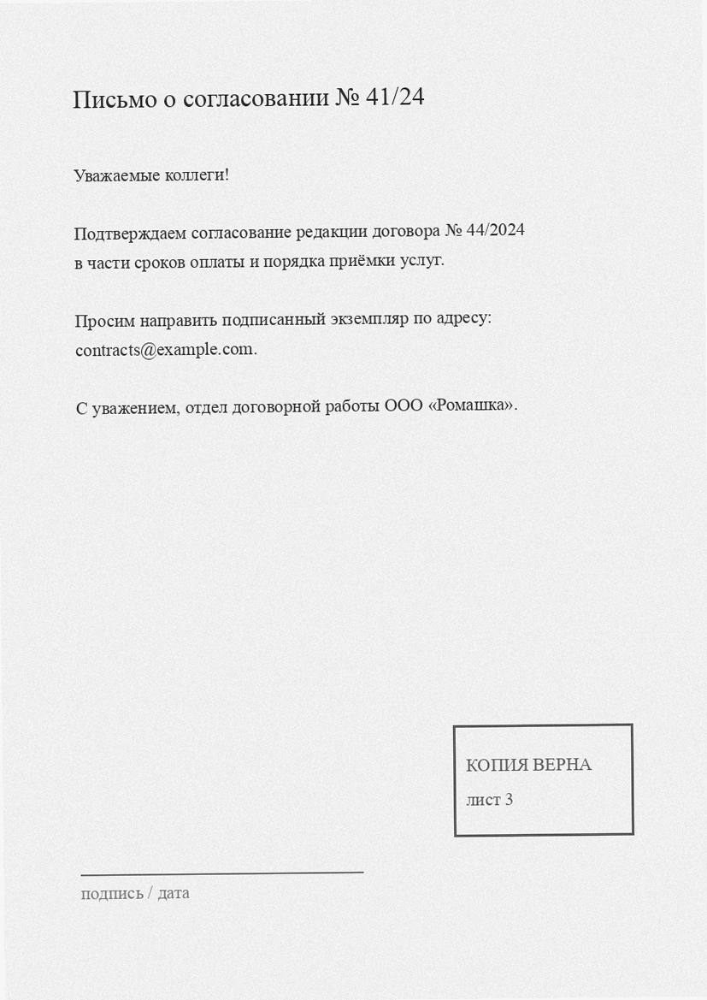 Письмо о согласовании № 41/24
Уважаемые коллеги!
Подтверждаем согласование редакции договора № 44/2024
в части сроков оплаты и порядка приёмки услуг.
Просим направить подписанный экземпляр по адресу:
contracts@example.com.
С уважением, отдел договорной работы ООО «Ромашка».
КОПИЯ ВЕРНА
лист 3
подпись / дата